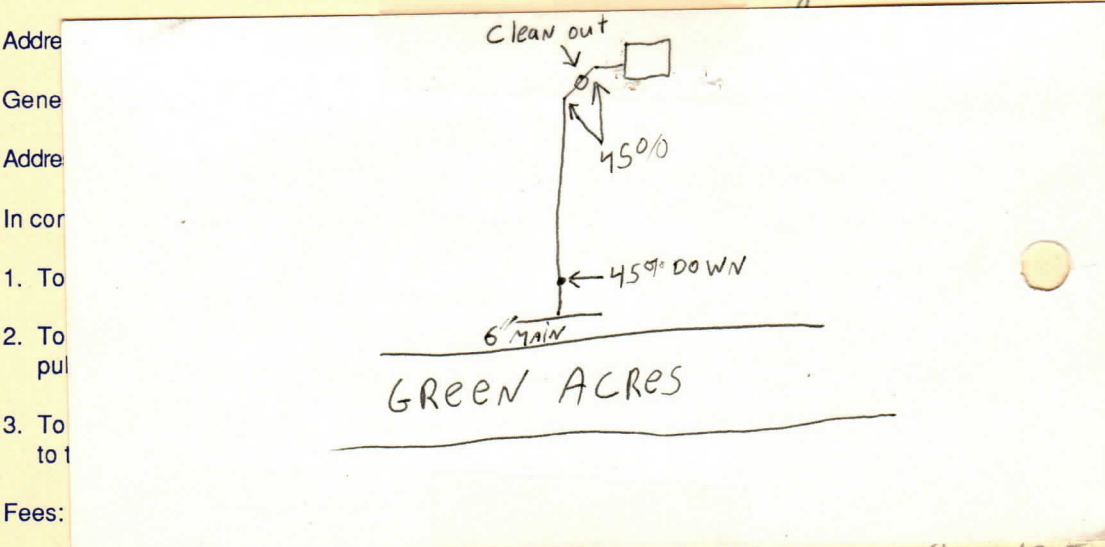 Clean out
45%
45% DOWN
6" MAIN
GREEN ACRES
Addre
Gene
Addre
In cor
1. To
2. To
pul
3. To
to t
Fees: